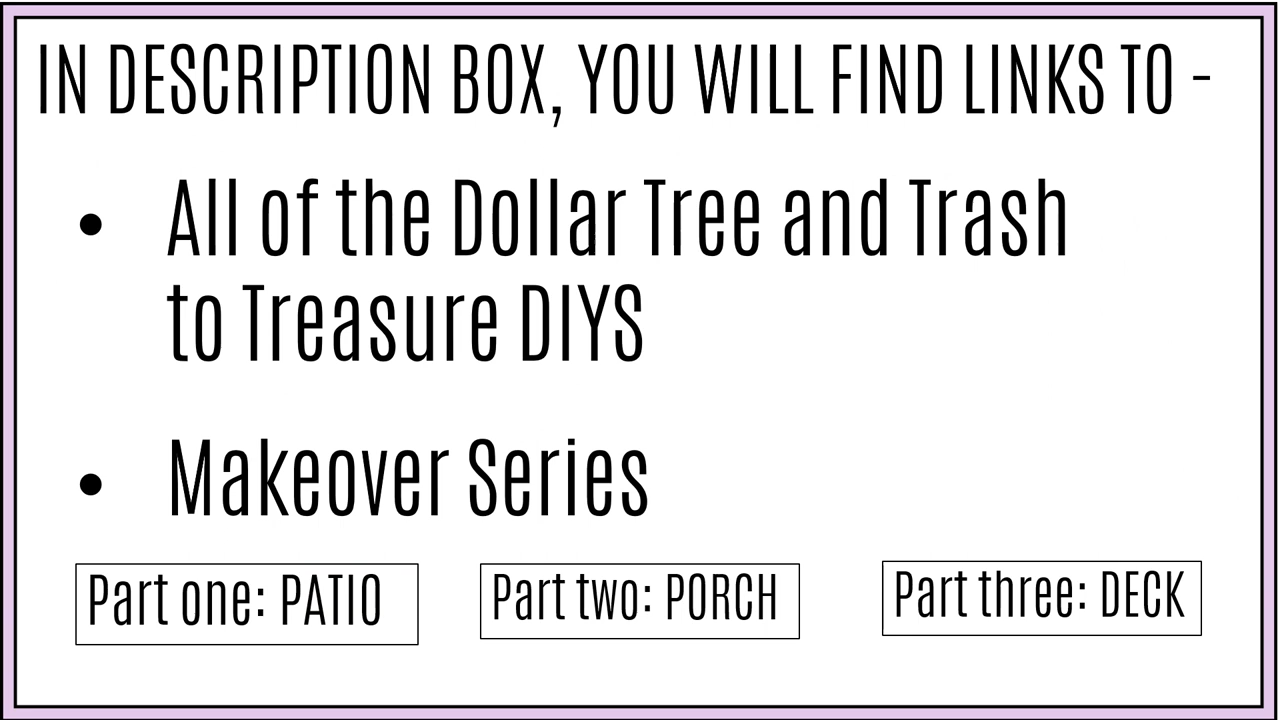 IN DESCRIPTION BOX, YOU WILL FIND LINKS TO -
• All of the Dollar Tree and Trash
to Treasure DIYS
• Makeover Series
Part one: PATIO
Part two: PORCH
Part three: DECK